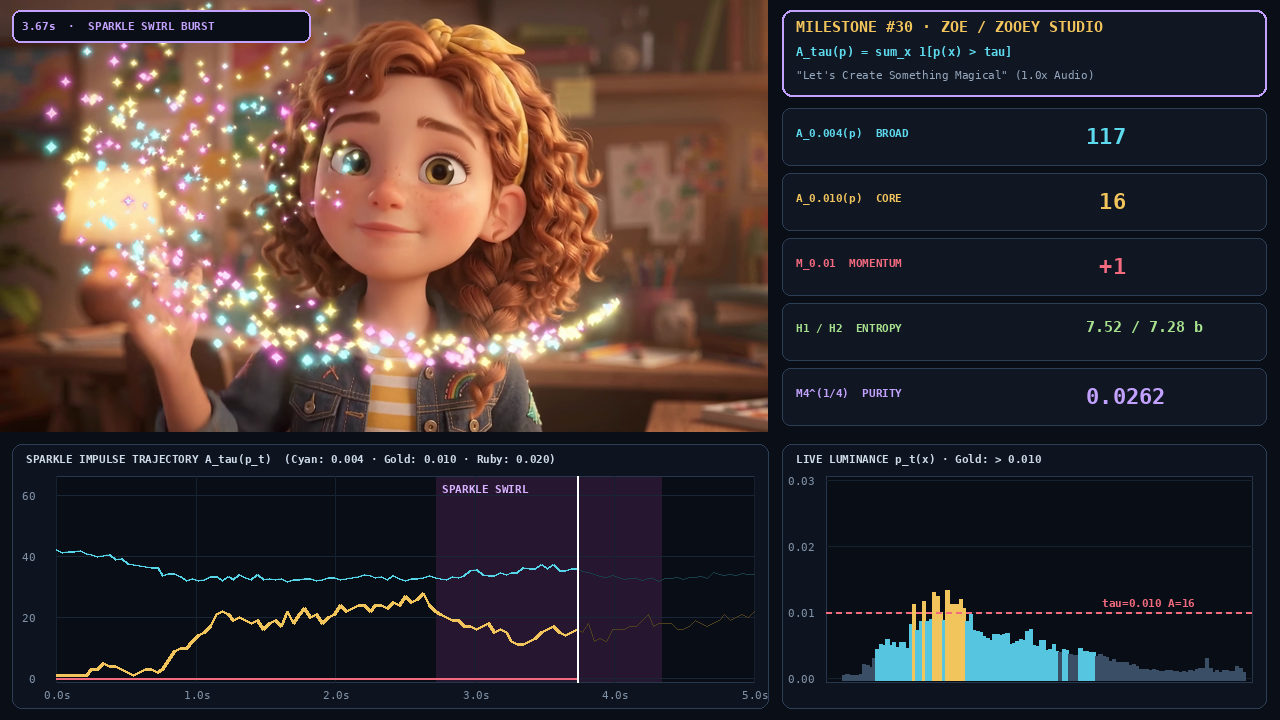 3.67s · SPARKLE SWIRL BURST
MILESTONE #30 · ZOE / ZOOEY STUDIO
A_tau(p) = sum_x 1[p(x) > tau]
"Let's Create Something Magical" (1.0x Audio)
A_0.004(p) BROAD 117
A_0.010(p) CORE 16
M_0.01 MOMENTUM +1
H1 / H2 ENTROPY 7.52 / 7.28 b
M4^(1/4) PURITY 0.0262
SPARKLE IMPULSE TRAJECTORY A_tau(p_t) (Cyan: 0.004 · Gold: 0.010 · Ruby: 0.020)
SPARKLE SWIRL
60
40
20
0
0.0s 1.0s 2.0s 3.0s 4.0s 5.0s
LIVE LUMINANCE p_t(x) · Gold: > 0.010
0.03
0.02
0.01
0.00
tau=0.010 A=16